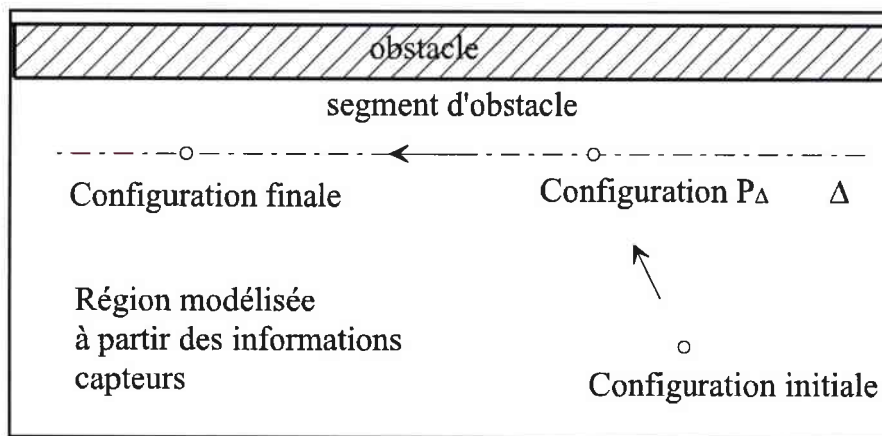 obstacle
segment d'obstacle
Configuration finale
Configuration PΔ
Δ
Région modélisée
à partir des informations
capteurs
Configuration initiale